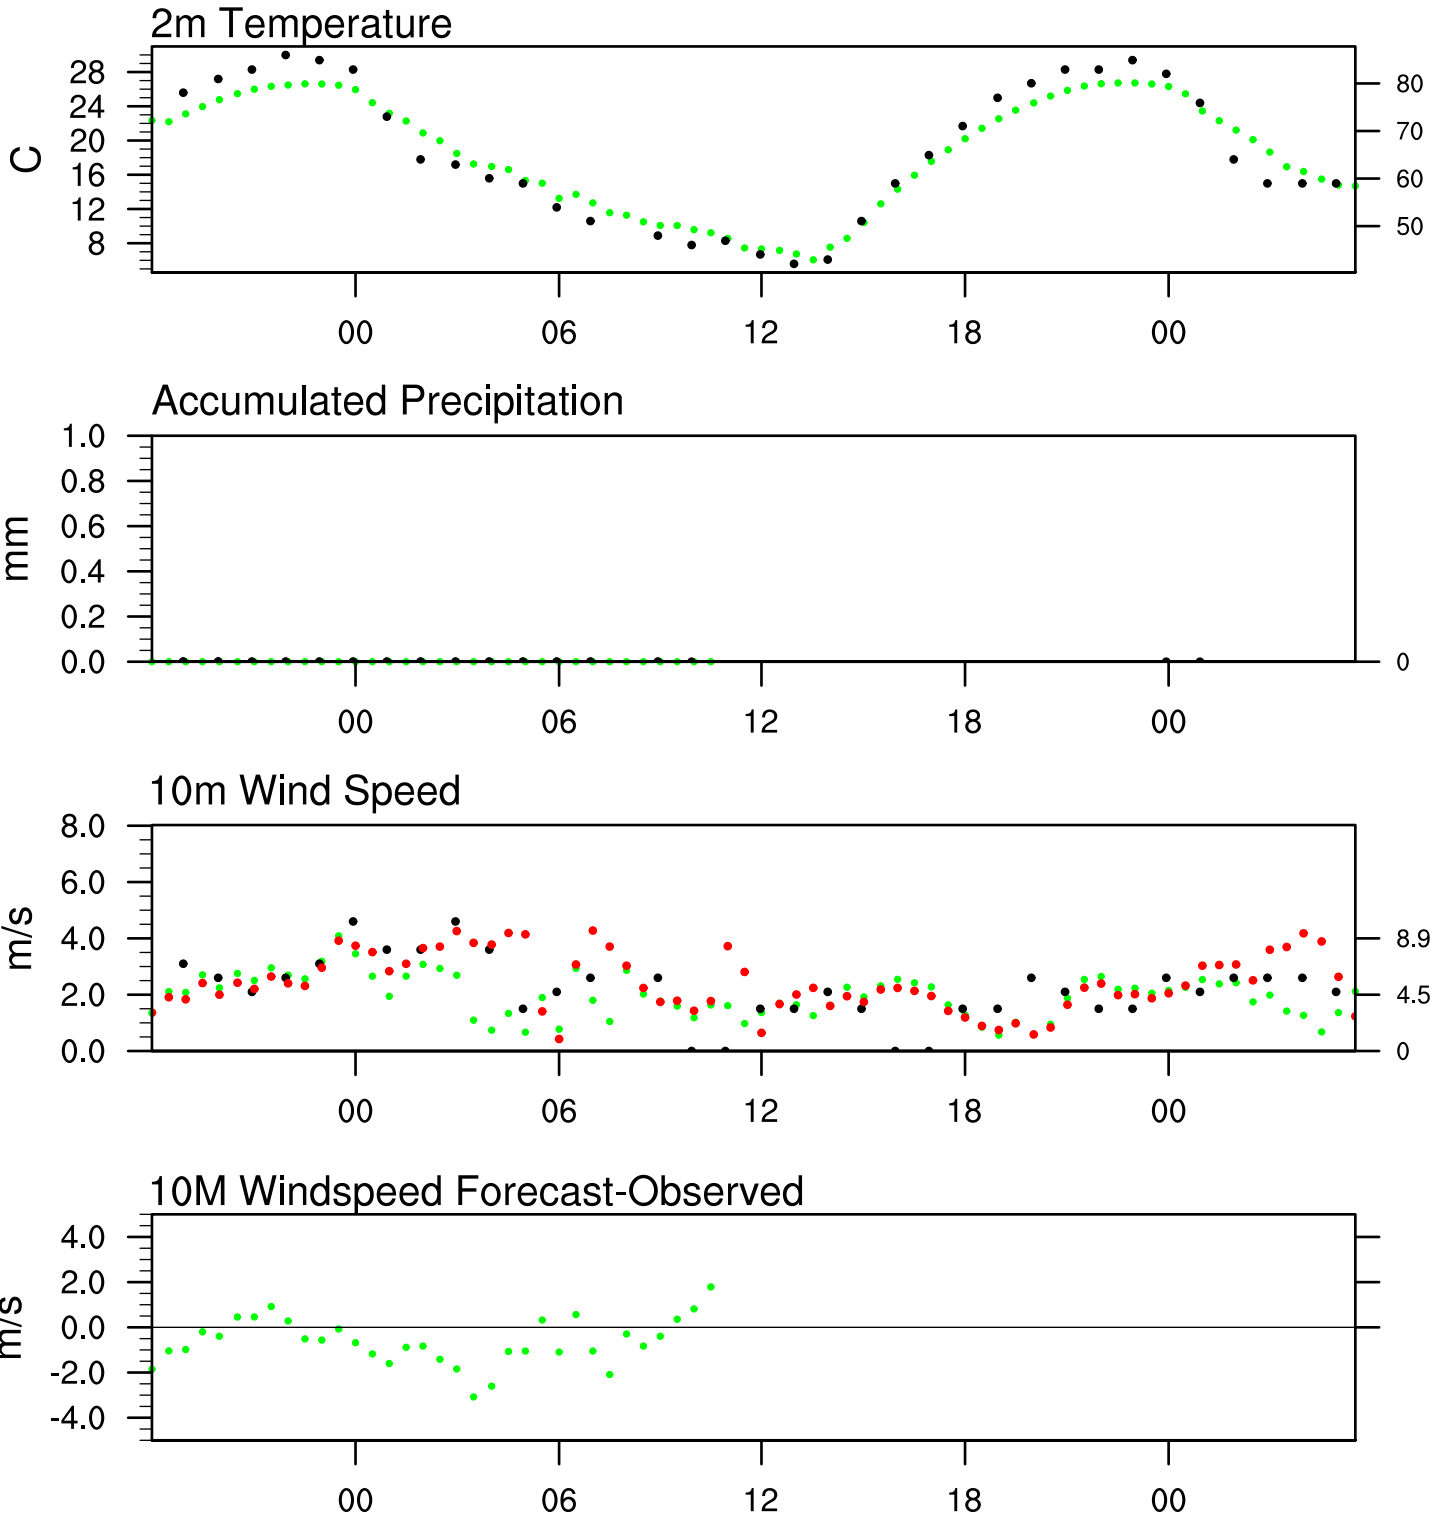 2m Temperature
C
28
24
20
16
12
8
80
70
60
50
00 06 12 18 00
Accumulated Precipitation
mm
1.0
0.8
0.6
0.4
0.2
0.0
0
00 06 12 18 00
10m Wind Speed
m/s
8.0
6.0
4.0
2.0
0.0
8.9
4.5
0
00 06 12 18 00
10M Windspeed Forecast-Observed
m/s
4.0
2.0
0.0
-2.0
-4.0
00 06 12 18 00